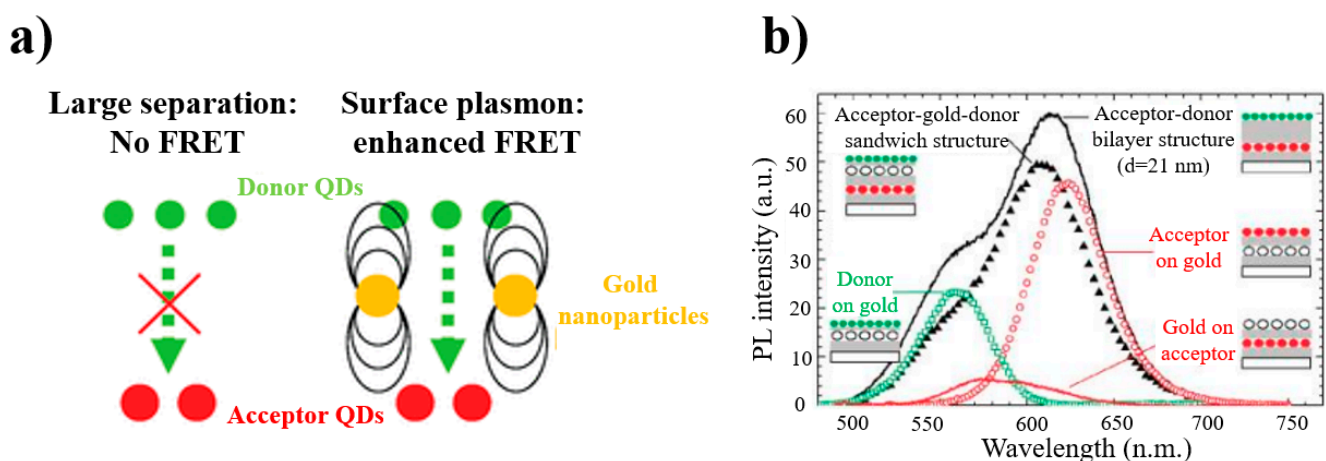 a)
Large separation:
No FRET
Surface plasmon:
enhanced FRET
Donor QDs
Gold
nanoparticles
Acceptor QDs
b)
PL intensity (a.u.)
60
50
40
30
20
10
0
Acceptor-gold-donor
sandwich structure
Acceptor-donor
bilayer structure
(d=21 nm)
Acceptor
on gold
Donor
on gold
Gold on
acceptor
500
550
600
650
700
750
Wavelength (n.m.)